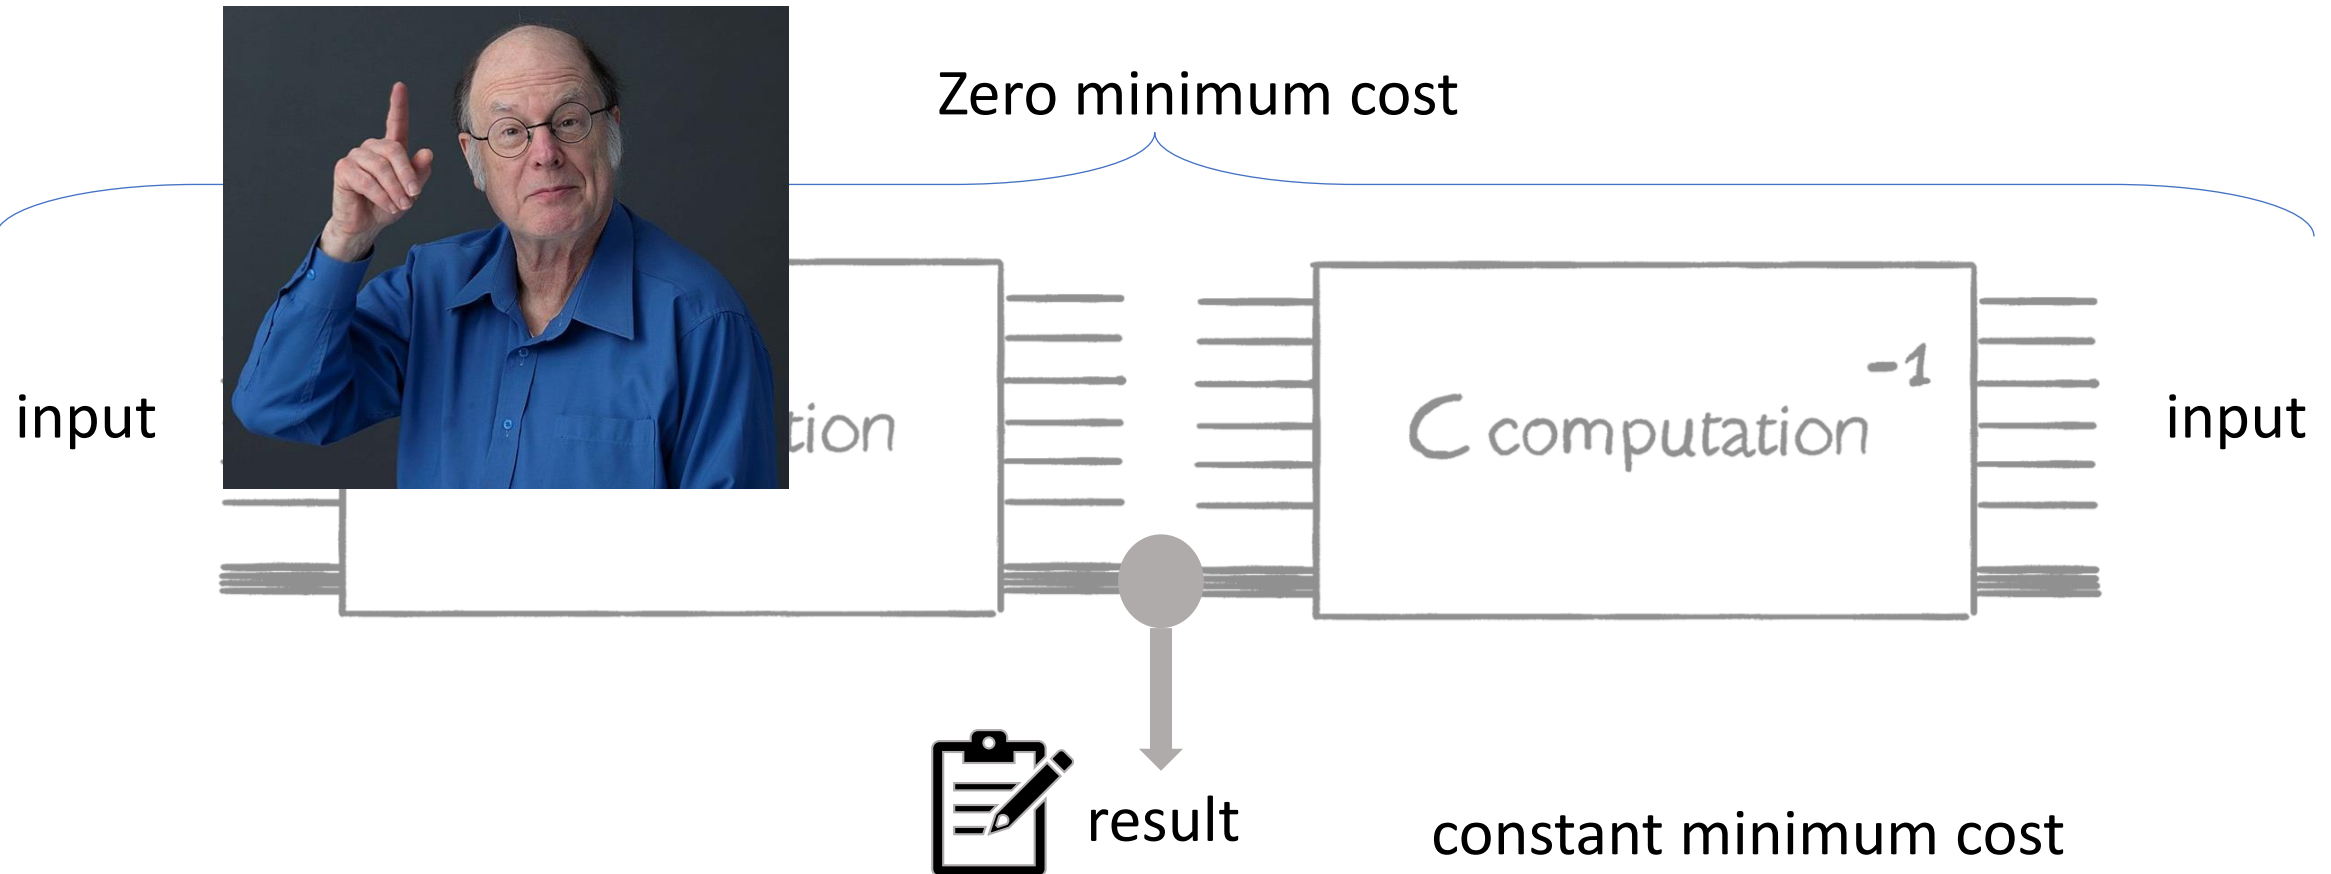 Zero minimum cost
input
tion
C computation
-1
input
result
constant minimum cost